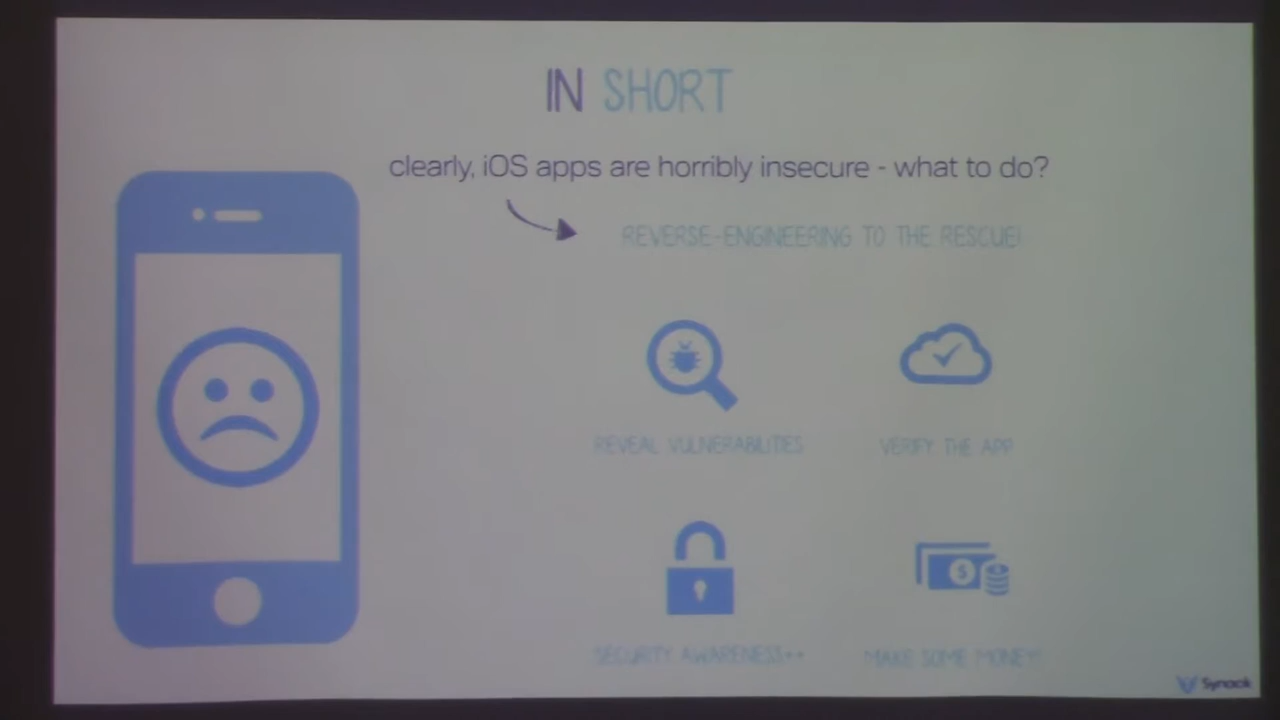 IN SHORT
clearly, iOS apps are horribly insecure - what to do?
REVERSE-ENGINEERING TO THE RESCUE!
REVEAL VULNERABILITIES
VERIFY THE APP
SECURITY AWARENESS++
MAKE SOME MONEY!
Synack